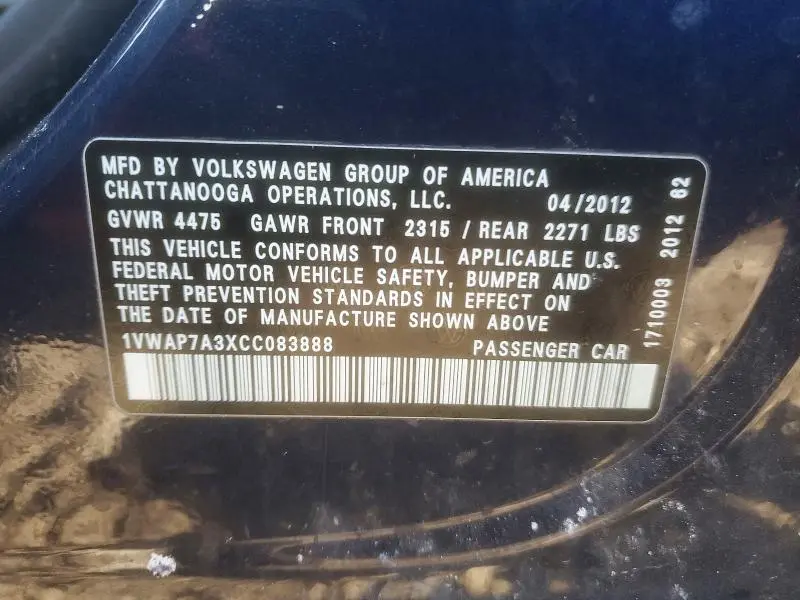 MFD BY VOLKSWAGEN GROUP OF AMERICA
CHATTANOOGA OPERATIONS, LLC. 04/2012
GVWR 4475 GAWR FRONT 2315 / REAR 2271 LBS
THIS VEHICLE CONFORMS TO ALL APPLICABLE U.S.
FEDERAL MOTOR VEHICLE SAFETY, BUMPER AND
THEFT PREVENTION STANDARDS IN EFFECT ON
THE DATE OF MANUFACTURE SHOWN ABOVE
1VWAP7A3XCC083888 PASSENGER CAR
1710003 2012 62